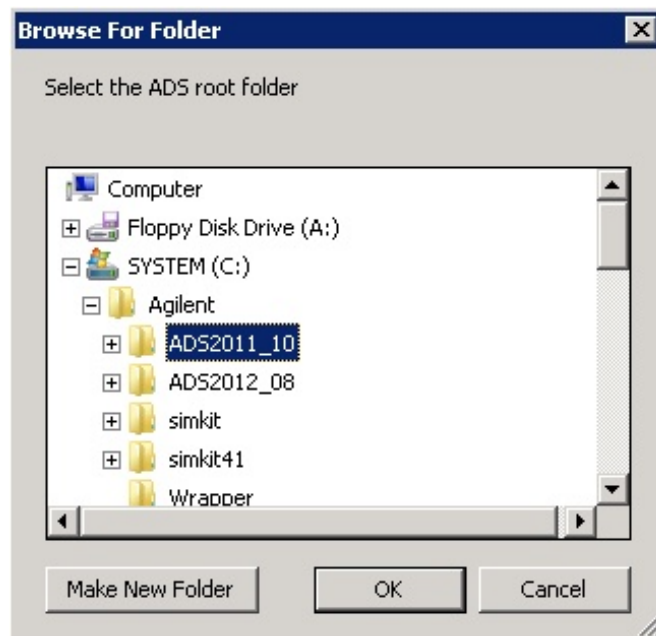 Browse For Folder
Select the ADS root folder
Computer
Floppy Disk Drive (A:)
SYSTEM (C:)
Agilent
ADS2011_10
ADS2012_08
simkit
simkit41
Wrapper
Make New Folder OK Cancel